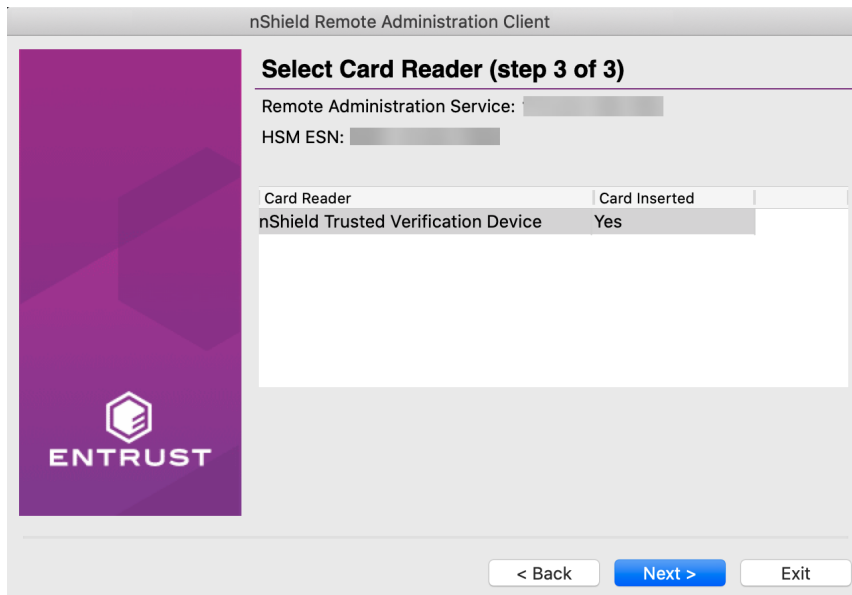 nShield Remote Administration Client
Select Card Reader (step 3 of 3)
Remote Administration Service:
HSM ESN:
Card Reader Card Inserted
nShield Trusted Verification Device Yes
ENTRUST
< Back Next > Exit